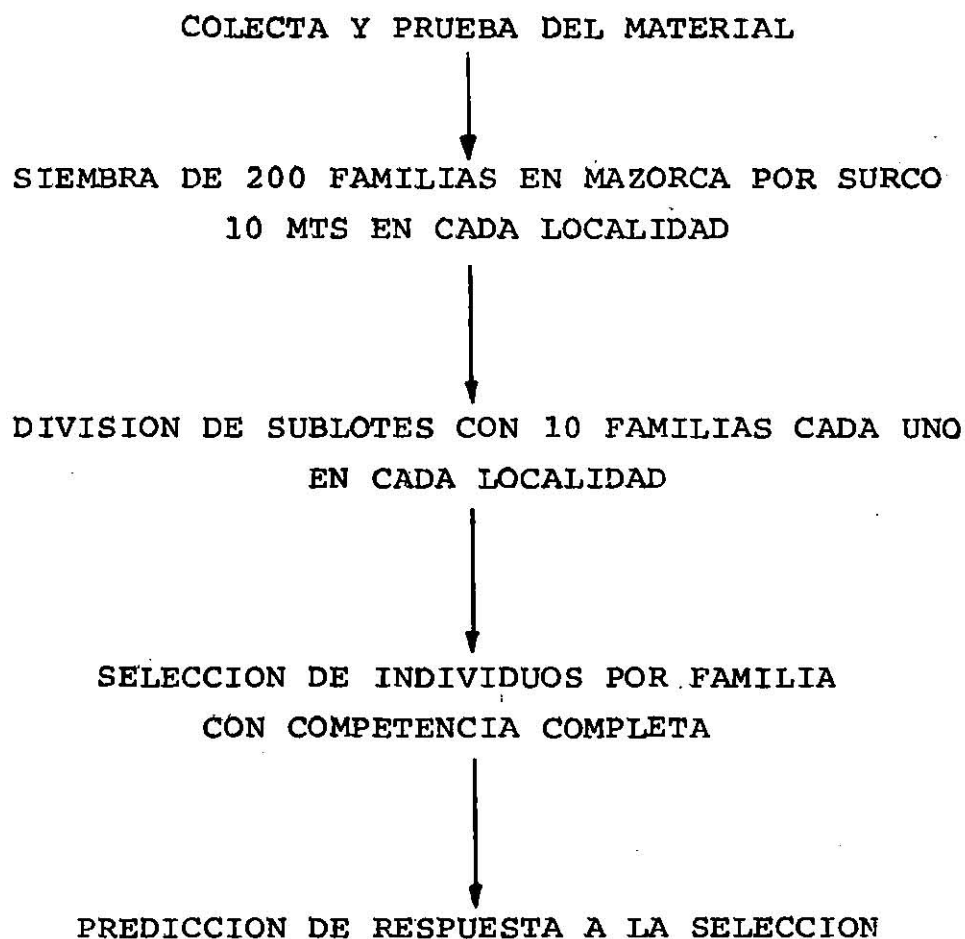 COLECTA Y PRUEBA DEL MATERIAL
SIEMBRA DE 200 FAMILIAS EN MAZORCA POR SURCO
10 MTS EN CADA LOCALIDAD
DIVISION DE SUBLOTES CON 10 FAMILIAS CADA UNO
EN CADA LOCALIDAD
SELECCION DE INDIVIDUOS POR FAMILIA
CON COMPETENCIA COMPLETA
PREDICCION DE RESPUESTA A LA SELECCION